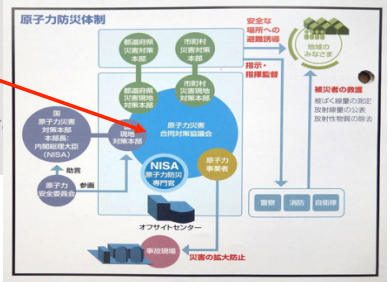 原子力防災体制
都道府県
災害対策
本部
市町村
災害対策
本部
安全な
場所への
避難誘導
地域の
みなさま
指示・
指揮監督
都道府県
災害現地
対策本部
市町村
災害現地
対策本部
被災者の救護
被ばく線量の測定
放射線量の公表
放射性物質の除去
国
原子力災害
対策本部
本部長:
内閣総理大臣
(NISA)
現地
対策本部
原子力災害
合同対策協議会
NISA
原子力防災
専門官
原子力
事業者
助言
原子力
安全委員会
参画
警察
消防
自衛隊
オフサイトセンター
事故現場
災害の拡大防止